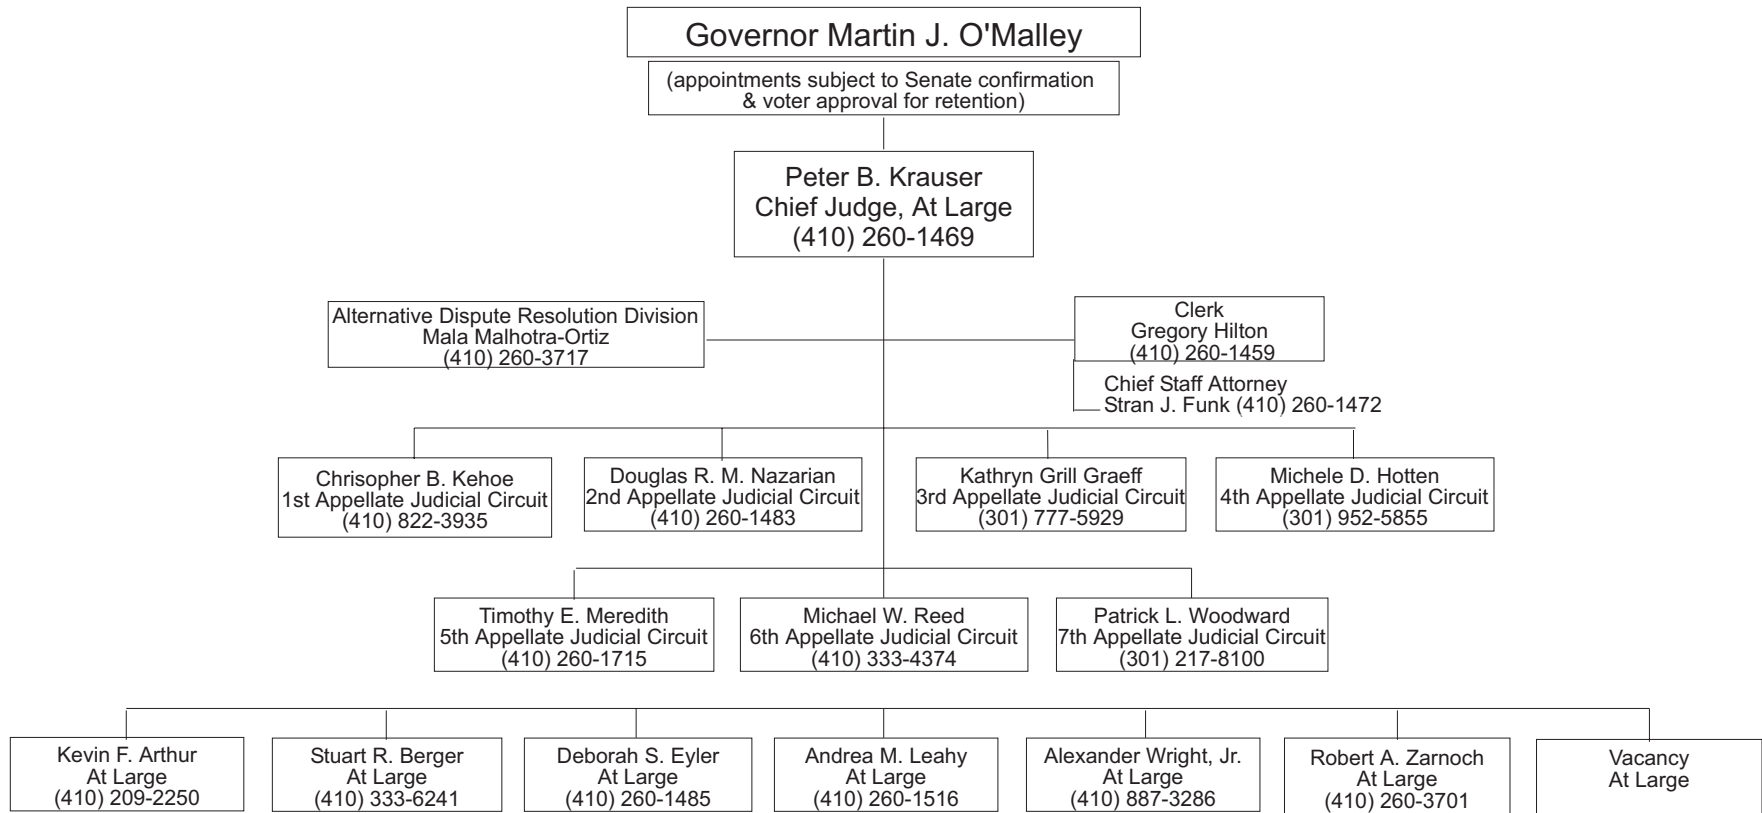 Governor Martin J. O'Malley
(appointments subject to Senate confirmation
& voter approval for retention)
Peter B. Krauser
Chief Judge, At Large
(410) 260-1469
Alternative Dispute Resolution Division
Mala Malhotra-Ortiz
(410) 260-3717
Clerk
Gregory Hilton
(410) 260-1459
Chief Staff Attorney
Stran J. Funk (410) 260-1472
Chrisopher B. Kehoe
1st Appellate Judicial Circuit
(410) 822-3935
Douglas R. M. Nazarian
2nd Appellate Judicial Circuit
(410) 260-1483
Kathryn Grill Graeff
3rd Appellate Judicial Circuit
(301) 777-5929
Michele D. Hotten
4th Appellate Judicial Circuit
(301) 952-5855
Timothy E. Meredith
5th Appellate Judicial Circuit
(410) 260-1715
Michael W. Reed
6th Appellate Judicial Circuit
(410) 333-4374
Patrick L. Woodward
7th Appellate Judicial Circuit
(301) 217-8100
Kevin F. Arthur
At Large
(410) 209-2250
Stuart R. Berger
At Large
(410) 333-6241
Deborah S. Eyler
At Large
(410) 260-1485
Andrea M. Leahy
At Large
(410) 260-1516
Alexander Wright, Jr.
At Large
(410) 887-3286
Robert A. Zarnoch
At Large
(410) 260-3701
Vacancy
At Large